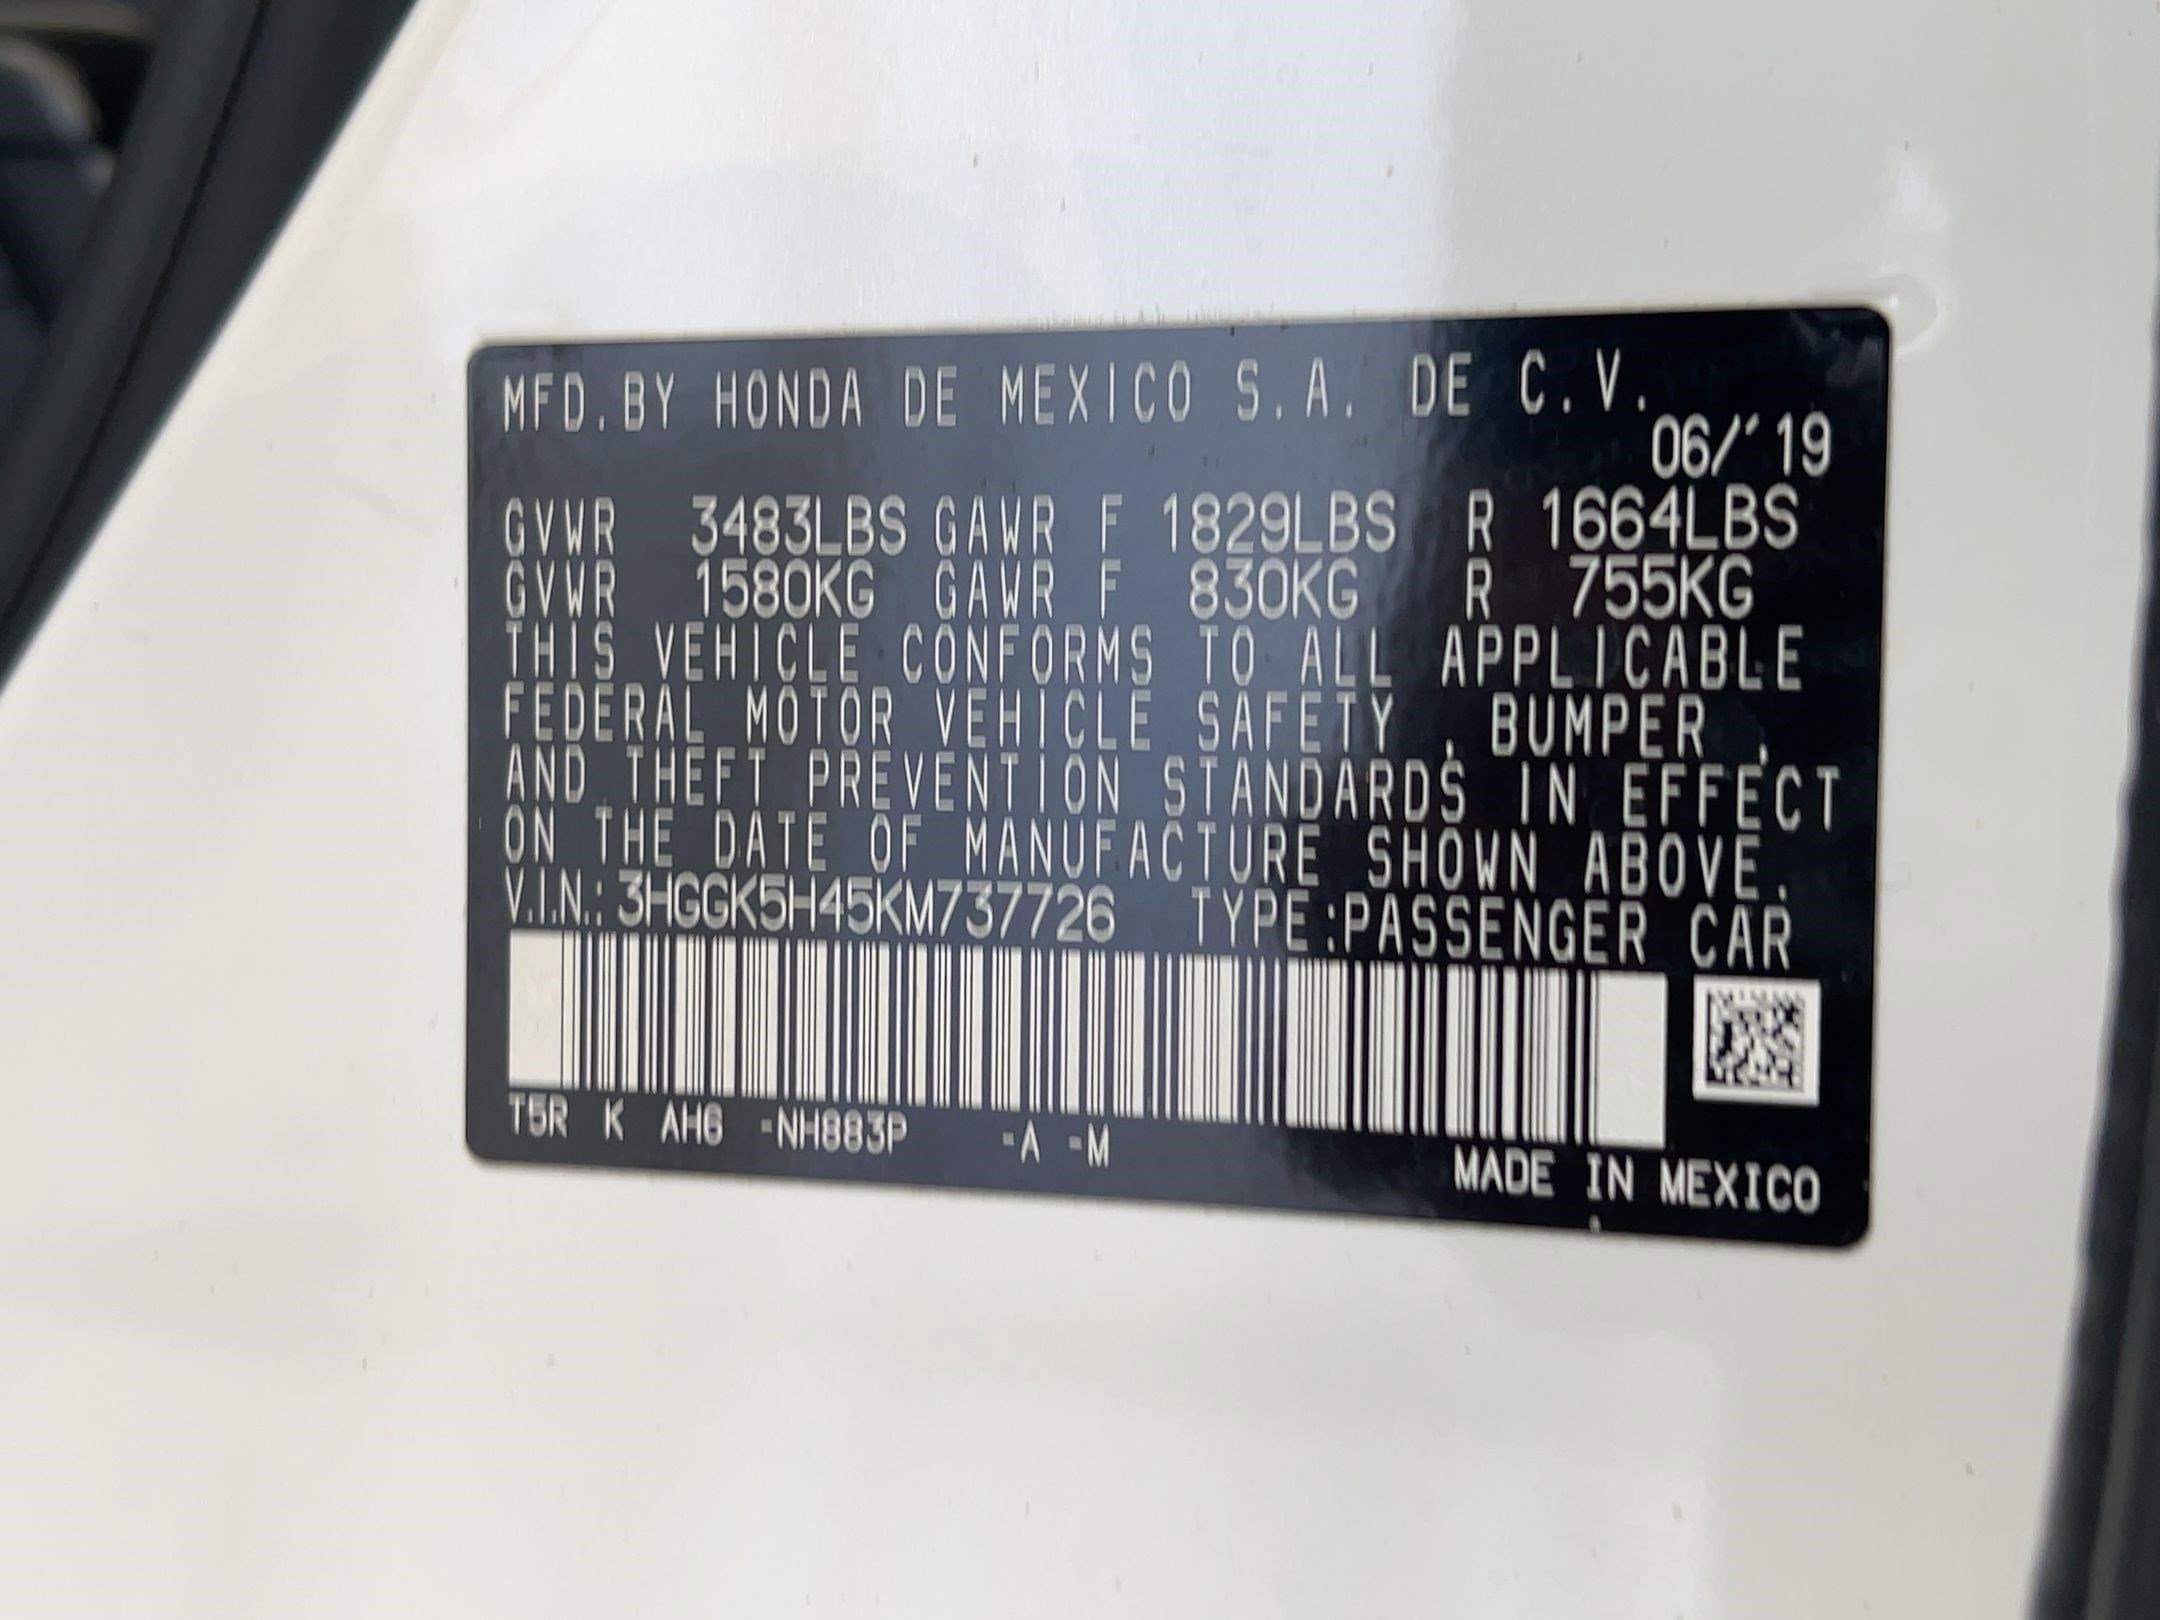 MFD.BY HONDA DE MEXICO S.A. DE C.V.
06/'19
GVWR 3483LBS GAWR F 1829LBS R 1664LBS
GVWR 1580KG GAWR F 830KG R 755KG
THIS VEHICLE CONFORMS TO ALL APPLICABLE
FEDERAL MOTOR VEHICLE SAFETY , BUMPER ,
AND THEFT PREVENTION STANDARDS IN EFFECT
ON THE DATE OF MANUFACTURE SHOWN ABOVE.
V.I.N.: 3HGGK5H45KM737726 TYPE:PASSENGER CAR
T5R K AH6 -NH883P -A -M
MADE IN MEXICO